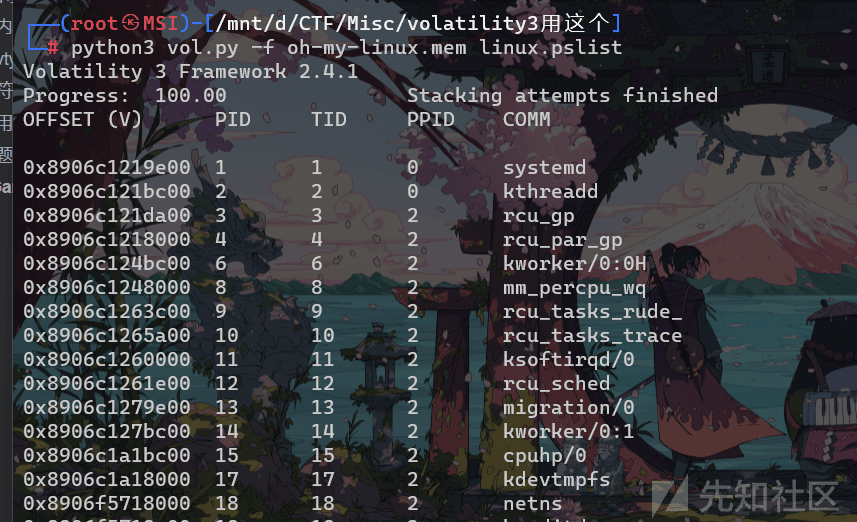 (root㉿MSI)-[/mnt/d/CTF/Misc/volatility3用这个]
# python3 vol.py -f oh-my-linux.mem linux.pslist
Volatility 3 Framework 2.4.1
Progress: 100.00 Stacking attempts finished
OFFSET (V) PID TID PPID COMM
0x8906c1219e00 1 1 0 systemd
0x8906c121bc00 2 2 0 kthreadd
0x8906c121da00 3 3 2 rcu_gp
0x8906c1218000 4 4 2 rcu_par_gp
0x8906c124bc00 6 6 2 kworker/0:0H
0x8906c1248000 8 8 2 mm_percpu_wq
0x8906c1263c00 9 9 2 rcu_tasks_rude_
0x8906c1265a00 10 10 2 rcu_tasks_trace
0x8906c1260000 11 11 2 ksoftirqd/0
0x8906c1261e00 12 12 2 rcu_sched
0x8906c1279e00 13 13 2 migration/0
0x8906c127bc00 14 14 2 kworker/0:1
0x8906c1a1bc00 15 15 2 cpuhp/0
0x8906c1a18000 17 17 2 kdevtmpfs
0x8906f5718000 18 18 2 netns
先知社区